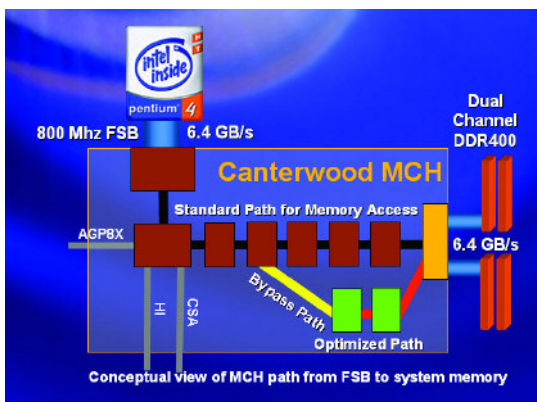 intel
inside
pentium 4
HT
800 Mhz FSB
6.4 GB/s
Dual
Channel
DDR400
Canterwood MCH
Standard Path for Memory Access
AGP8X
6.4 GB/s
HI
CSA
Bypass Path
Optimized Path
Conceptual view of MCH path from FSB to system memory